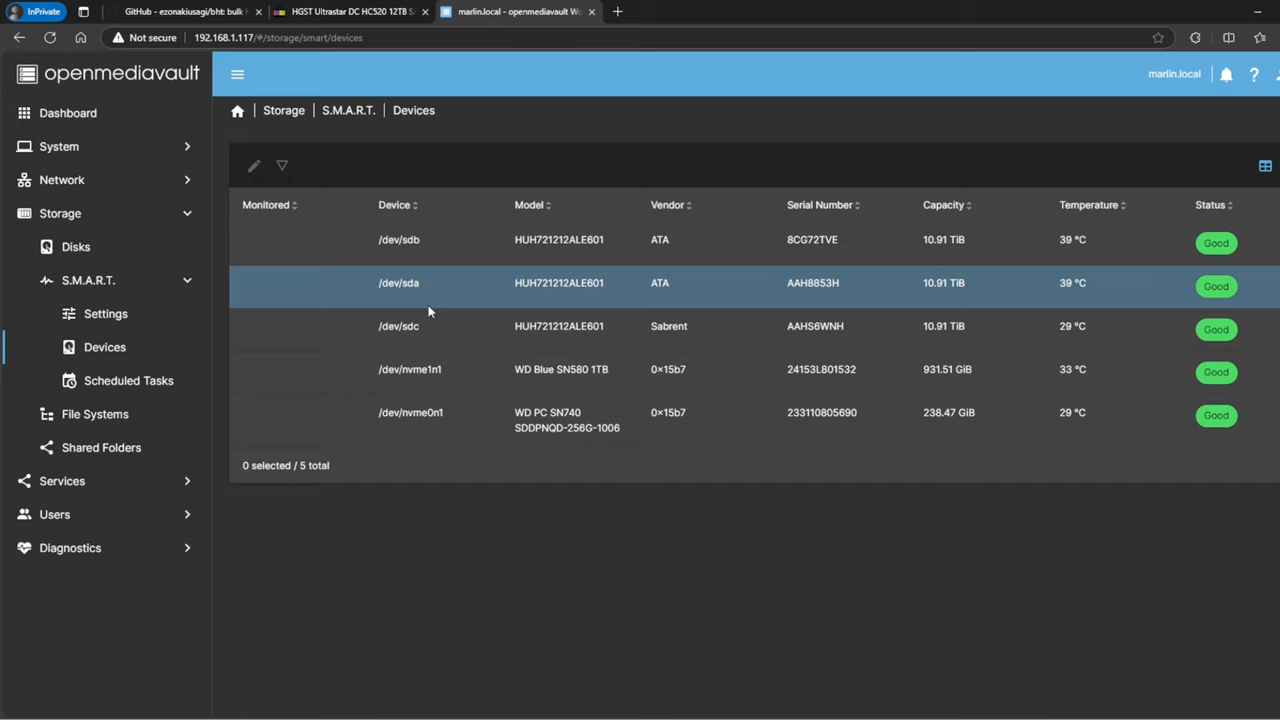 InPrivate
GitHub - ezonakiusagi/bht: bulk h
HGST Ultrastar DC HC520 12TB S
marlin.local - openmediavault Wo
Not secure 192.168.1.117/#/storage/smart/devices
openmediavault
marlin.local
Dashboard
System
Network
Storage
Disks
S.M.A.R.T.
Settings
Devices
Scheduled Tasks
File Systems
Shared Folders
Services
Users
Diagnostics
Storage | S.M.A.R.T. | Devices
Monitored Device Model Vendor Serial Number Capacity Temperature Status
/dev/sdb HUH721212ALE601 ATA 8CG72TVE 10.91 TiB 39 °C Good
/dev/sda HUH721212ALE601 ATA AAH8853H 10.91 TiB 39 °C Good
/dev/sdc HUH721212ALE601 Sabrent AAHS6WNH 10.91 TiB 29 °C Good
/dev/nvme1n1 WD Blue SN580 1TB 0x15b7 24153L801532 931.51 GiB 33 °C Good
/dev/nvme0n1 WD PC SN740 0x15b7 233110805690 238.47 GiB 29 °C Good
SDDPNQD-256G-1006
0 selected / 5 total